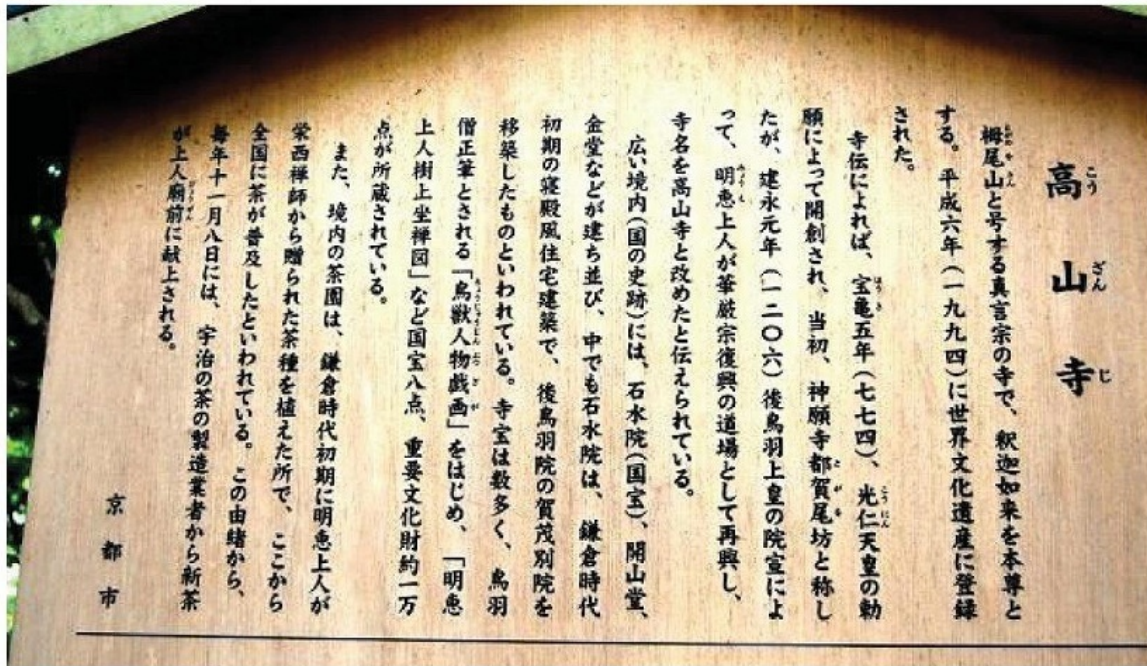 高山寺
栂尾山と号する真言宗の寺で、釈迦如来を本尊と
する。平成六年(一九九四)に世界文化遺産に登録
された。
寺伝によれば、宝亀五年(七七四)、光仁天皇の勅
願によって開創され、当初、神願寺都賀尾坊と称し
たが、建永元年(一二〇六)後鳥羽上皇の院宣によ
って、明恵上人が華厳宗復興の道場として再興し、
寺名を高山寺と改めたと伝えられている。
広い境内(国の史跡)には、石水院(国宝)、開山堂、
金堂などが建ち並び、中でも石水院は、鎌倉時代
初期の寝殿風住宅建築で、後鳥羽院の賀茂別院を
移築したものといわれている。寺宝は数多く、鳥羽
僧正筆とされる「鳥獣人物戯画」をはじめ、「明恵
上人樹上坐禅図」など国宝八点、重要文化財約一万
点が所蔵されている。
また、境内の茶園は、鎌倉時代初期に明恵上人が
栄西禅師から贈られた茶種を植えた所で、ここから
全国に茶が普及したといわれている。この由緒から、
毎年十一月八日には、宇治の茶の製造業者から新茶
が上人廟前に献上される。
京都市